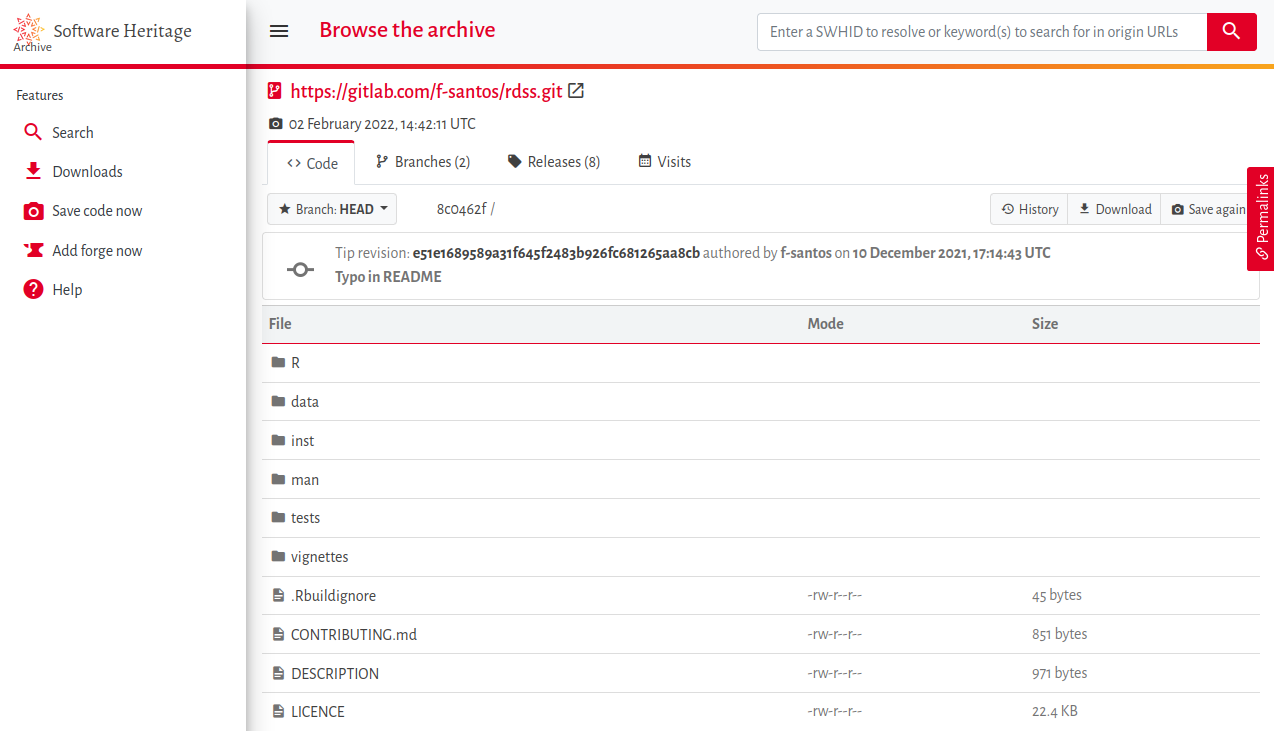 Software Heritage
Archive
Browse the archive
Enter a SWHID to resolve or keyword(s) to search for in origin URLs
Features
Search
Downloads
Save code now
Add forge now
Help
https://gitlab.com/f-santos/rdss.git
02 February 2022, 14:42:11 UTC
Code
Branches (2)
Releases (8)
Visits
Branch: HEAD
8c0462f /
History
Download
Save again
Permalinks
Tip revision: e51e1689589a31f645f2483b926fc681265aa8cb authored by f-santos on 10 December 2021, 17:14:43 UTC
Typo in README
File Mode Size
R
data
inst
man
tests
vignettes
.Rbuildignore -rw-r--r-- 45 bytes
CONTRIBUTING.md -rw-r--r-- 851 bytes
DESCRIPTION -rw-r--r-- 971 bytes
LICENCE -rw-r--r-- 22.4 KB